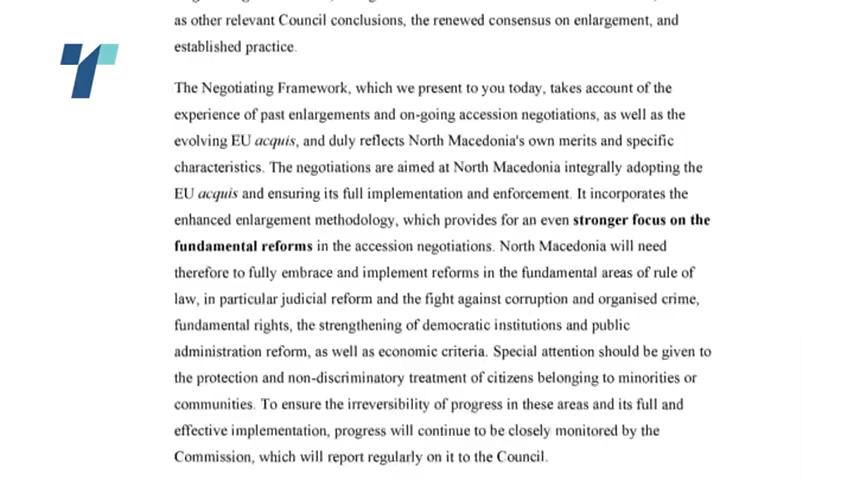 as other relevant Council conclusions, the renewed consensus on enlargement, and
established practice.
The Negotiating Framework, which we present to you today, takes account of the
experience of past enlargements and on-going accession negotiations, as well as the
evolving EU acquis, and duly reflects North Macedonia's own merits and specific
characteristics. The negotiations are aimed at North Macedonia integrally adopting the
EU acquis and ensuring its full implementation and enforcement. It incorporates the
enhanced enlargement methodology, which provides for an even stronger focus on the
fundamental reforms in the accession negotiations. North Macedonia will need
therefore to fully embrace and implement reforms in the fundamental areas of rule of
law, in particular judicial reform and the fight against corruption and organised crime,
fundamental rights, the strengthening of democratic institutions and public
administration reform, as well as economic criteria. Special attention should be given to
the protection and non-discriminatory treatment of citizens belonging to minorities or
communities. To ensure the irreversibility of progress in these areas and its full and
effective implementation, progress will continue to be closely monitored by the
Commission, which will report regularly on it to the Council.